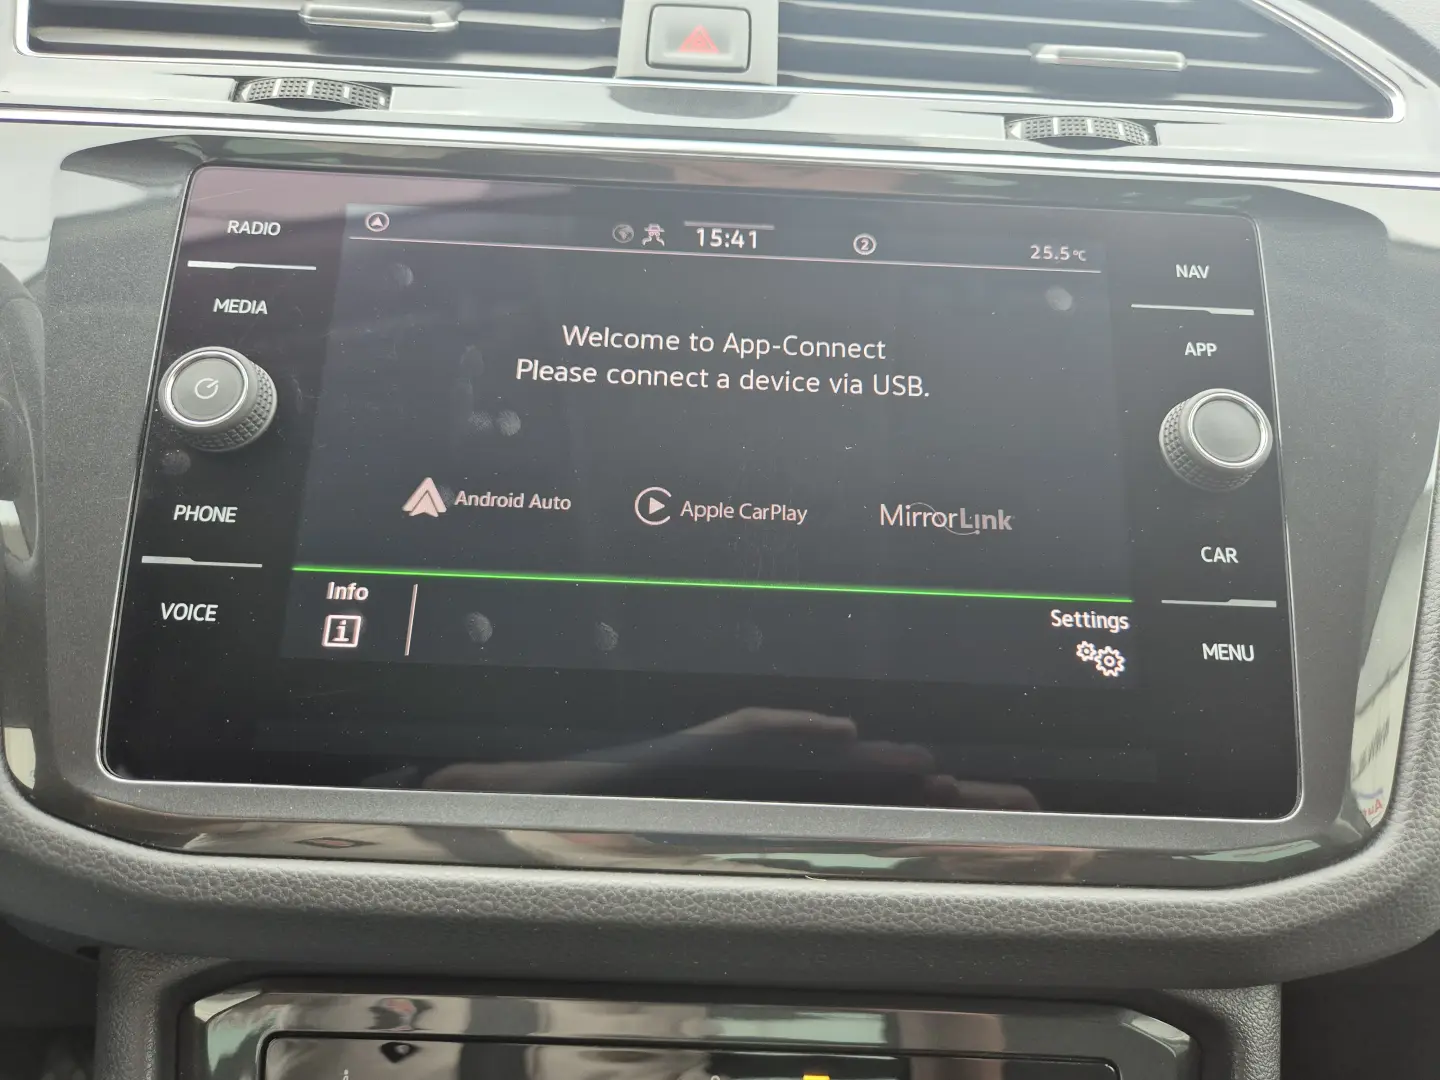 RADIO
MEDIA
PHONE
VOICE
15:41
2
25.5°C
Welcome to App-Connect
Please connect a device via USB.
Android Auto
Apple CarPlay
MirrorLink
Info
i
Settings
NAV
APP
CAR
MENU